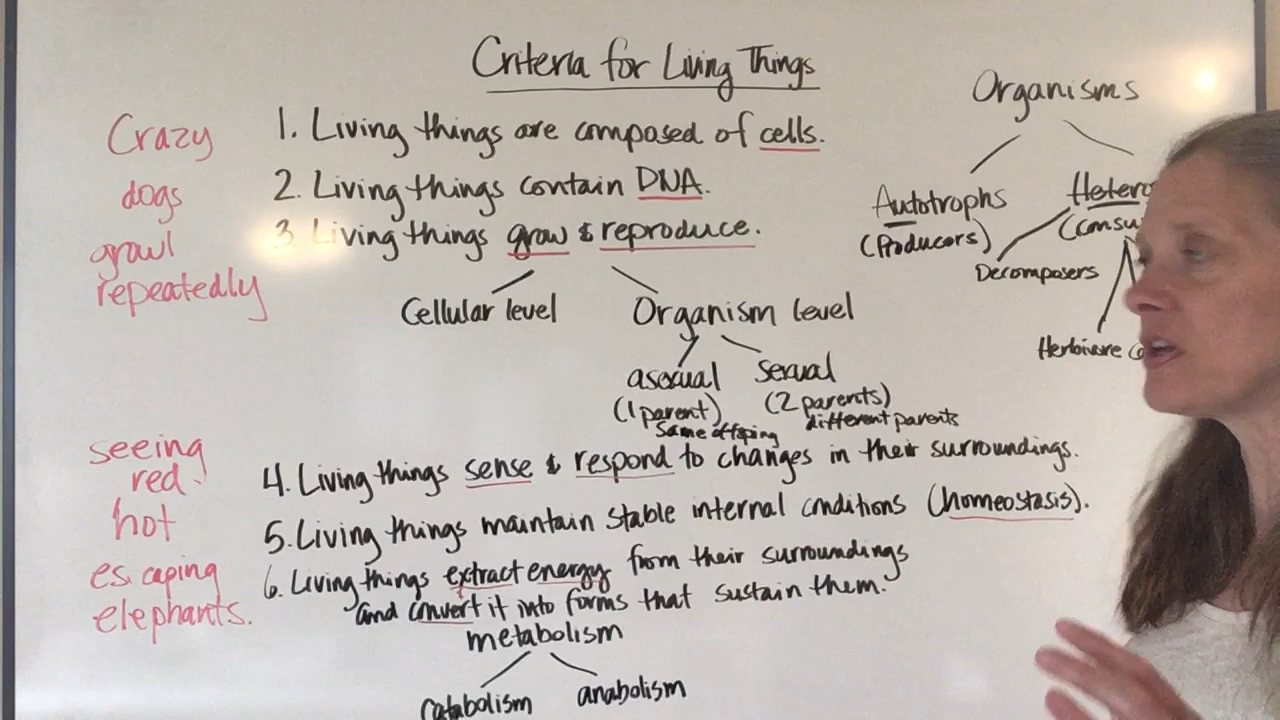 Criteria for Living Things
Crazy
dogs
growl
repeatedly
seeing
red
hot
escaping
elephants.
1. Living things are composed of cells.
2. Living things contain DNA.
3. Living things grow & reproduce.
Cellular level
Organism level
asexual
(1 parent)
same offsping
sexual
(2 parents)
different parents
4. Living things sense & respond to changes in their surroundings.
5. Living things maintain stable internal conditions (homeostasis).
6. Living things extract energy from their surroundings
and convert it into forms that sustain them.
metabolism
catabolism
anabolism
Organisms
Autotrophs
(Producers)
Hetero
(consu
Decomposers
Herbivore